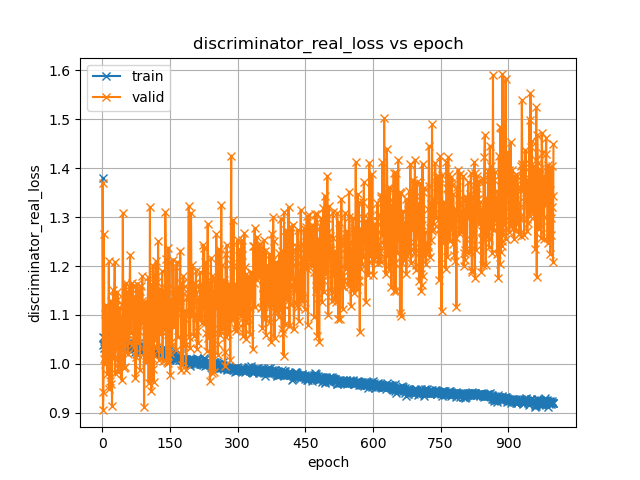 discriminator_real_loss vs epoch
train
valid
1.6
1.5
1.4
1.3
1.2
1.1
1.0
0.9
discriminator_real_loss
0 150 300 450 600 750 900
epoch